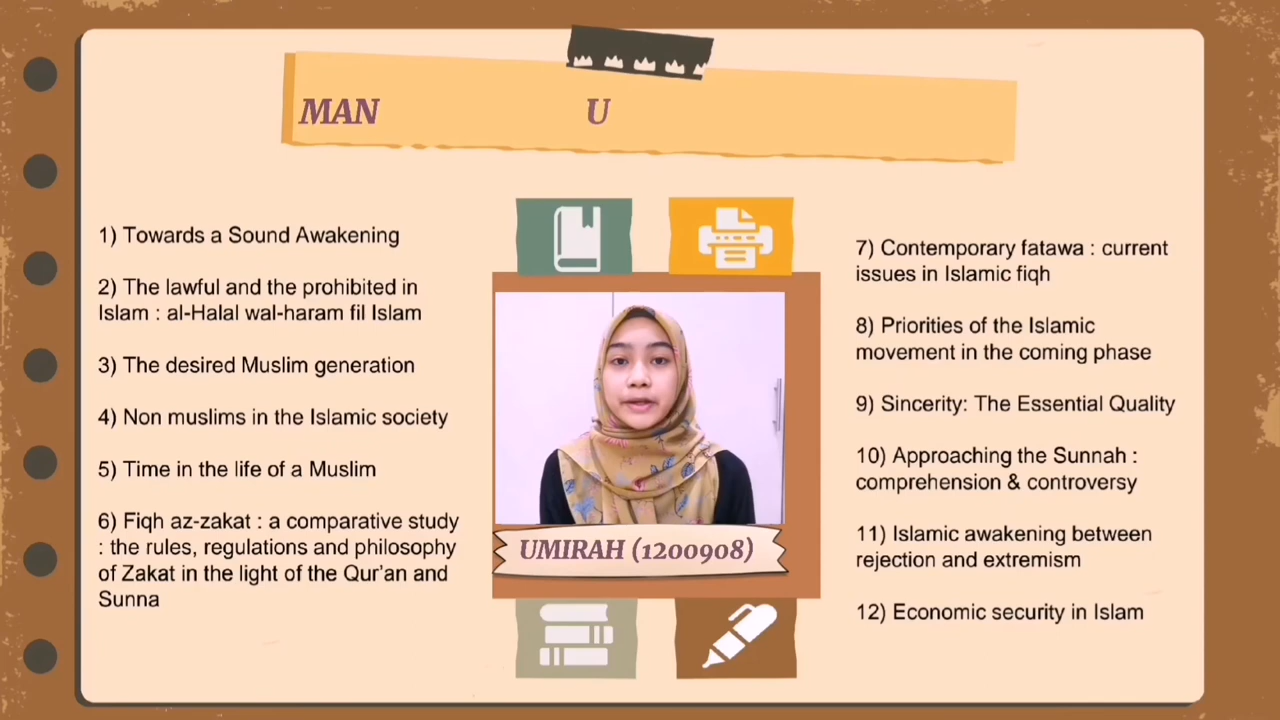 MAN U
1) Towards a Sound Awakening
2) The lawful and the prohibited in
Islam : al-Halal wal-haram fil Islam
3) The desired Muslim generation
4) Non muslims in the Islamic society
5) Time in the life of a Muslim
6) Fiqh az-zakat : a comparative study
: the rules, regulations and philosophy
of Zakat in the light of the Qur'an and
Sunna
UMIRAH (1200908)
7) Contemporary fatawa : current
issues in Islamic fiqh
8) Priorities of the Islamic
movement in the coming phase
9) Sincerity: The Essential Quality
10) Approaching the Sunnah :
comprehension & controversy
11) Islamic awakening between
rejection and extremism
12) Economic security in Islam